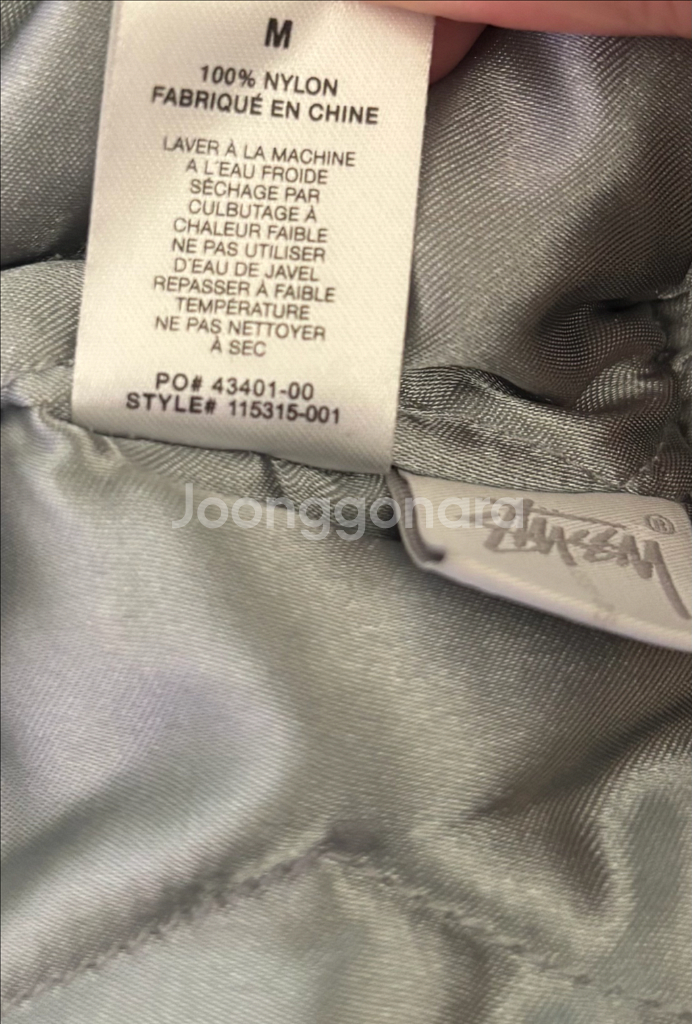 M
100% NYLON
FABRIQUÉ EN CHINE
LAVER À LA MACHINE
A L'EAU FROIDE
SÉCHAGE PAR
CULBUTAGE À
CHALEUR FAIBLE
NE PAS UTILISER
D'EAU DE JAVEL
REPASSER À FAIBLE
TEMPÉRATURE
NE PAS NETTOYER
À SEC
PO# 43401-00
STYLE# 115315-001
Joonggonara
STÜSSY ®